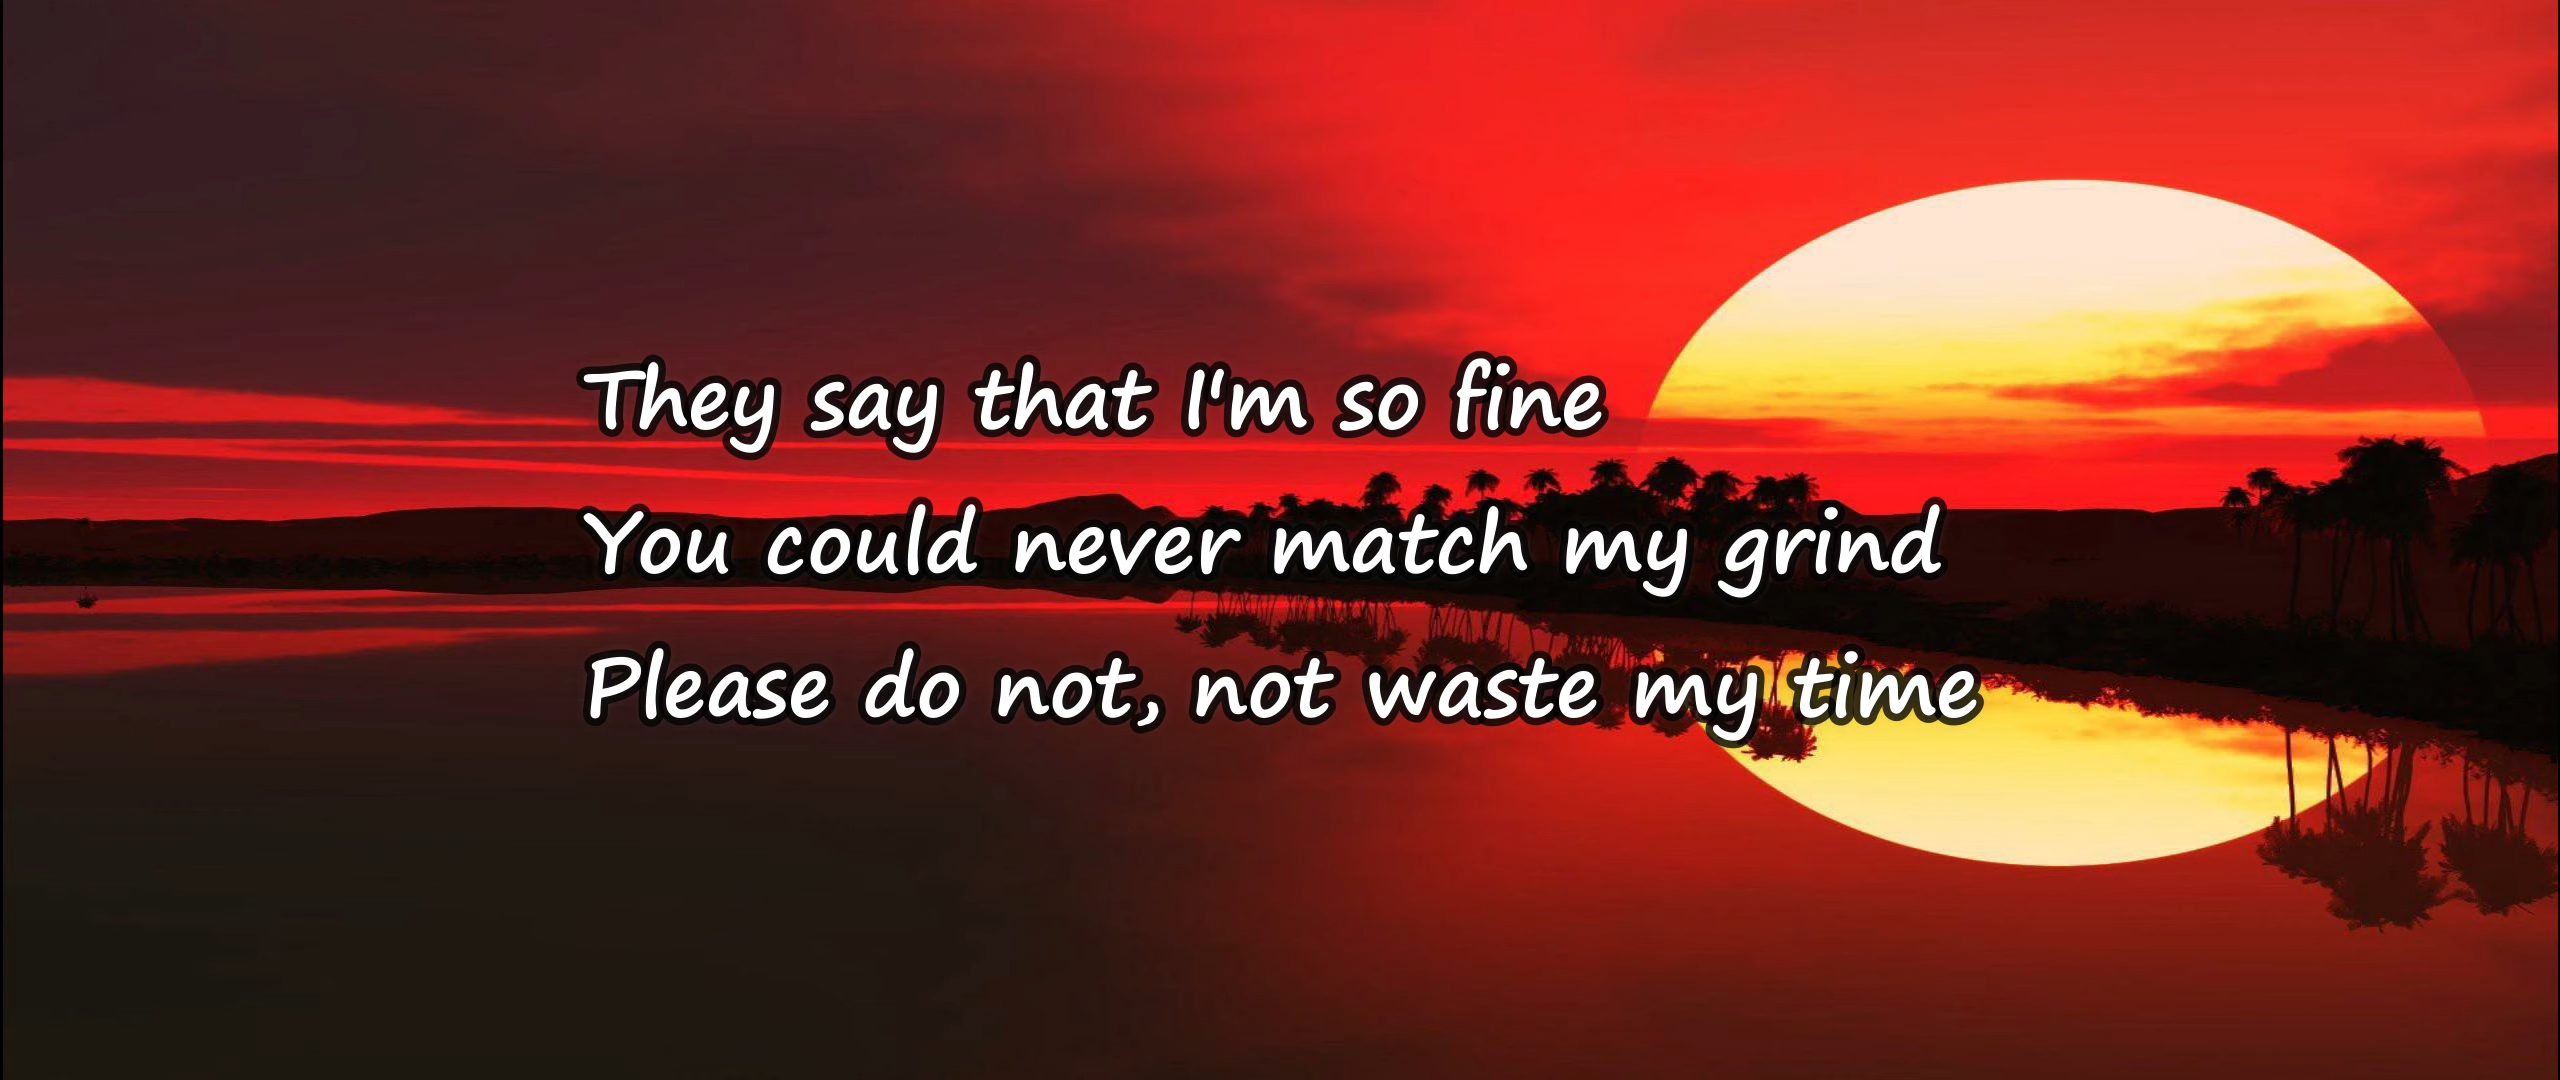 They say that I'm so fine
You could never match my grind
Please do not, not waste my time